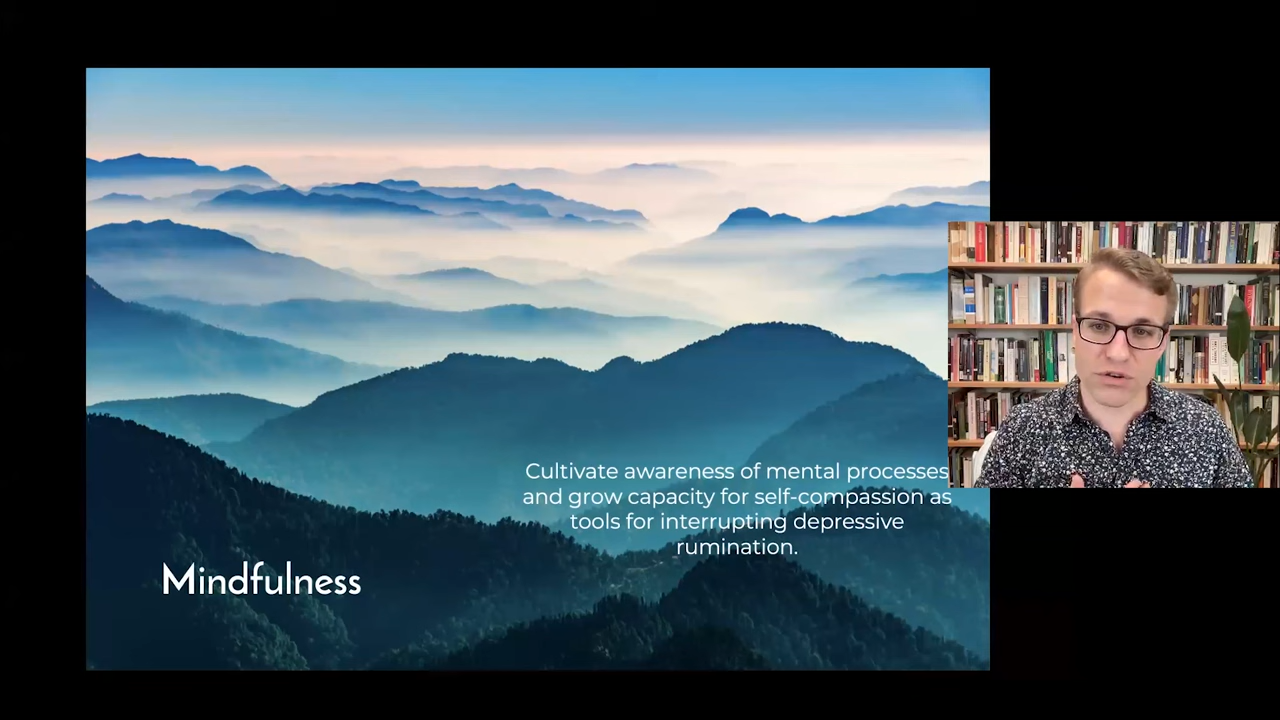 Cultivate awareness of mental processes
and grow capacity for self-compassion as
tools for interrupting depressive
rumination.
Mindfulness